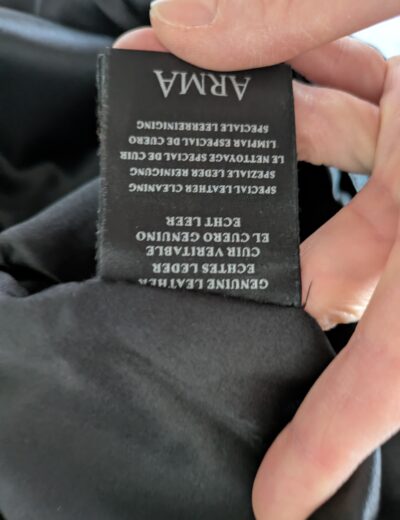 GENUINE LEATHER
ECHTES LEDER
CUIR VERITABLE
EL CUERO GENUINO
ECHT LEER
SPECIAL LEATHER CLEANING
SPEZIELE LEDER REINIGUNG
LE NETTOYAGE SPECIAL DE CUIR
LIMPIAR ESPECIAL DE CUERO
SPECIALE LEERREINIGING
ARMA